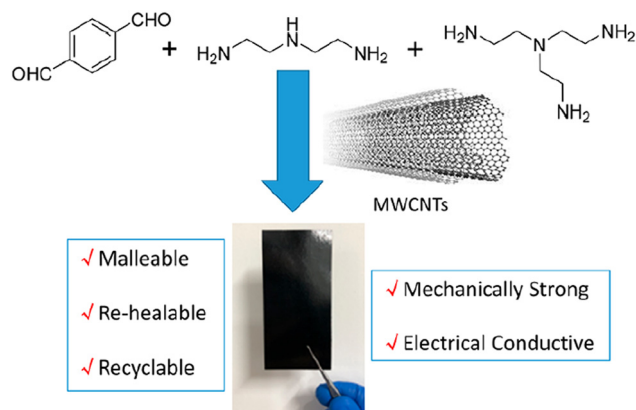 CHO
OHC
+
H₂N
H
N
NH₂
+
H₂N
N
NH₂
NH₂
MWCNTs
√ Malleable
√ Re-healable
√ Recyclable
√ Mechanically Strong
√ Electrical Conductive